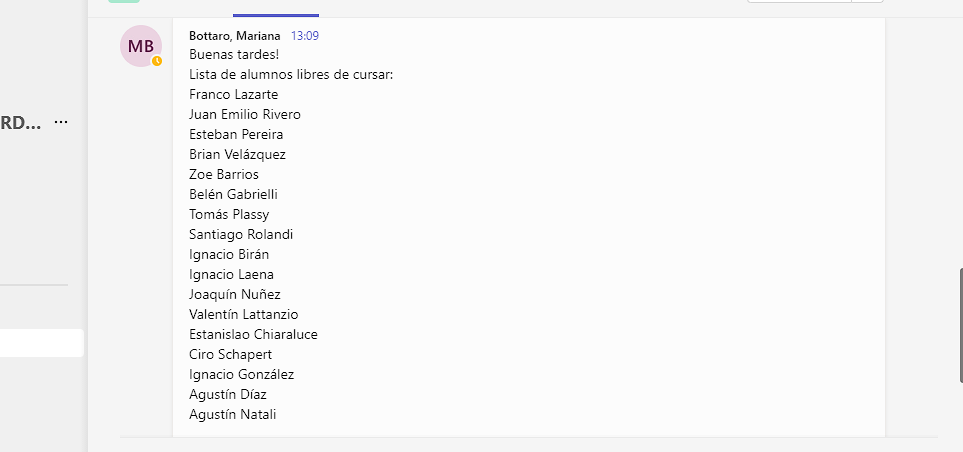 Bottaro, Mariana 13:09
MB
Buenas tardes!
Lista de alumnos libres de cursar:
RD... ...
Franco Lazarte
Juan Emilio Rivero
Esteban Pereira
Brian Velázquez
Zoe Barrios
Belén Gabrielli
Tomás Plassy
Santiago Rolandi
Ignacio Birán
Ignacio Laena
Joaquín Nuñez
Valentín Lattanzio
Estanislao Chiaraluce
Ciro Schapert
Ignacio González
Agustín Díaz
Agustín Natali